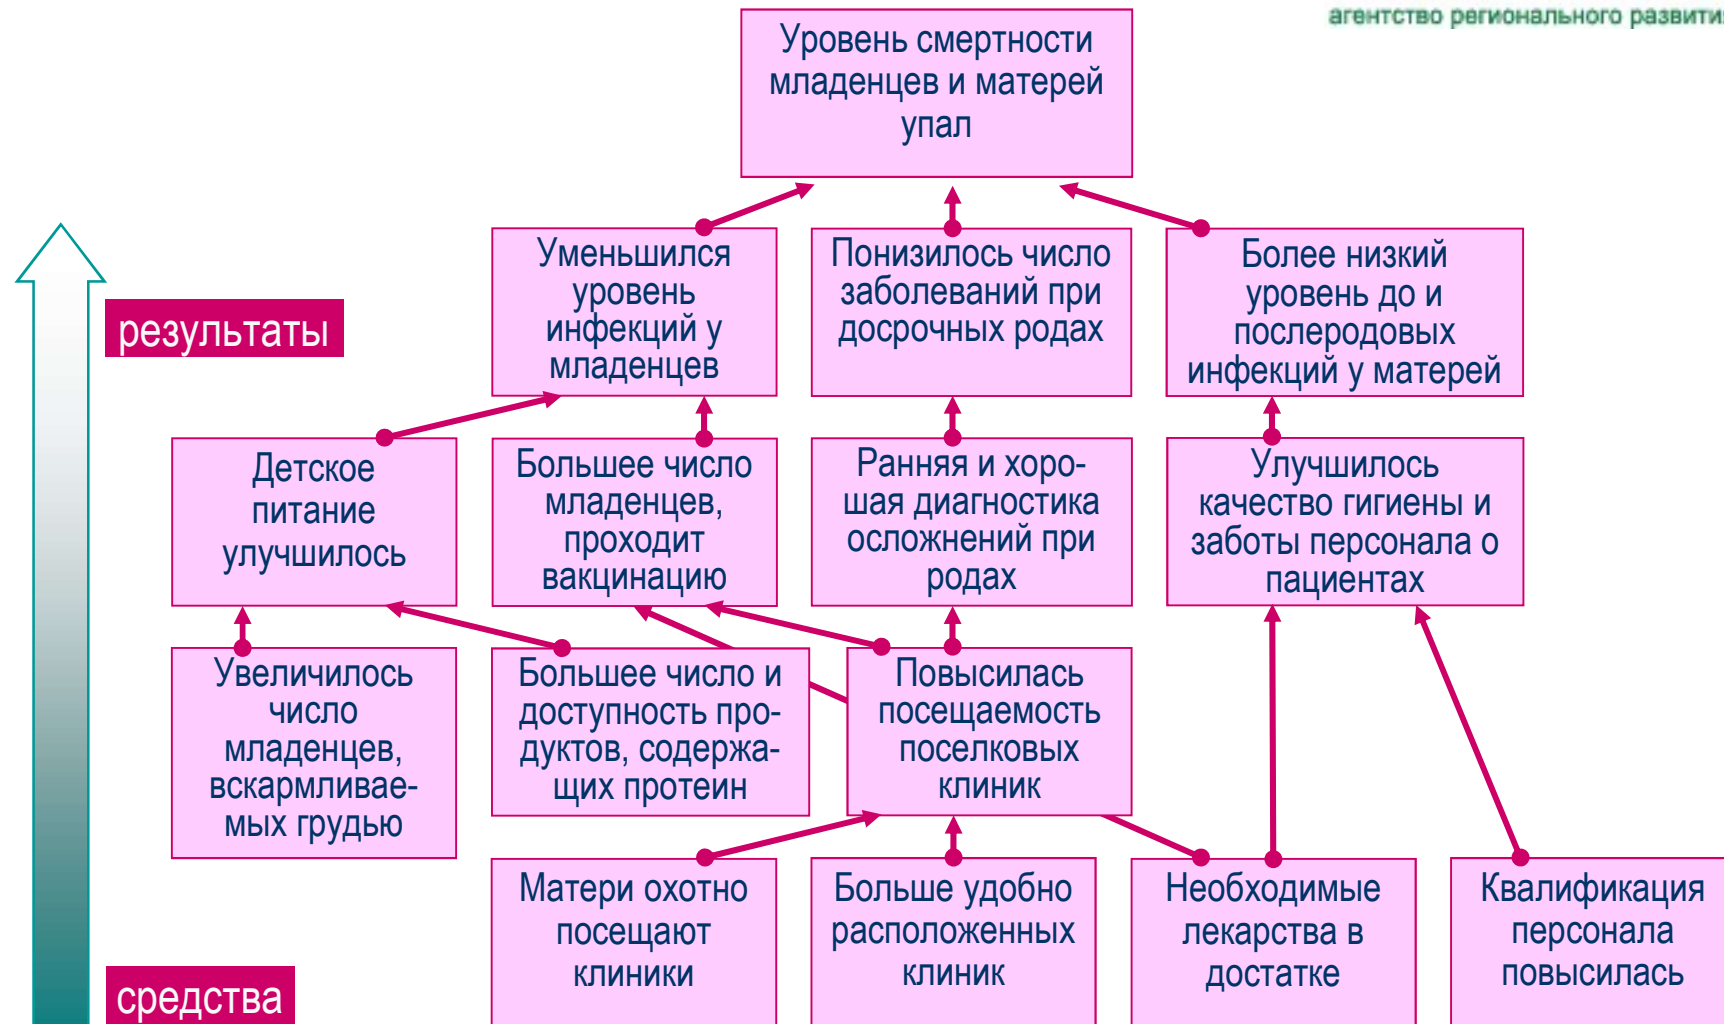 агентство регионального развития
Уровень смертности
младенцев и матерей
упал
результаты
Уменьшился
уровень
инфекций у
младенцев
Понизилось число
заболеваний при
досрочных родах
Более низкий
уровень до и
послеродовых
инфекций у матерей
Детское
питание
улучшилось
Большее число
младенцев,
проходит
вакцинацию
Ранняя и хоро-
шая диагностика
осложнений при
родах
Улучшилось
качество гигиены и
заботы персонала о
пациентах
Увеличилось
число
младенцев,
вскармливае-
мых грудью
Большее число и
доступность про-
дуктов, содержа-
щих протеин
Повысилась
посещаемость
поселковых
клиник
Матери охотно
посещают
клиники
Больше удобно
расположенных
клиник
Необходимые
лекарства в
достатке
Квалификация
персонала
повысилась
средства